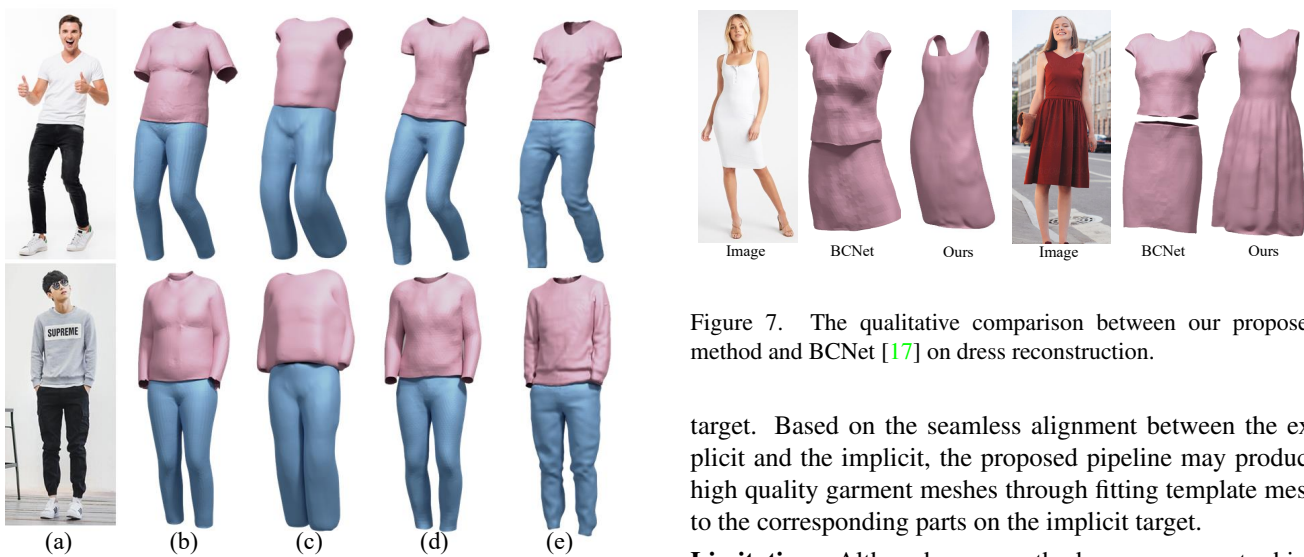 SUPREME
(a) (b) (c) (d) (e)
Image BCNet Ours Image BCNet Ours
Figure 7. The qualitative comparison between our propose
method and BCNet [17] on dress reconstruction.
target. Based on the seamless alignment between the ex
plicit and the implicit, the proposed pipeline may produc
high quality garment meshes through fitting template mes
to the corresponding parts on the implicit target.